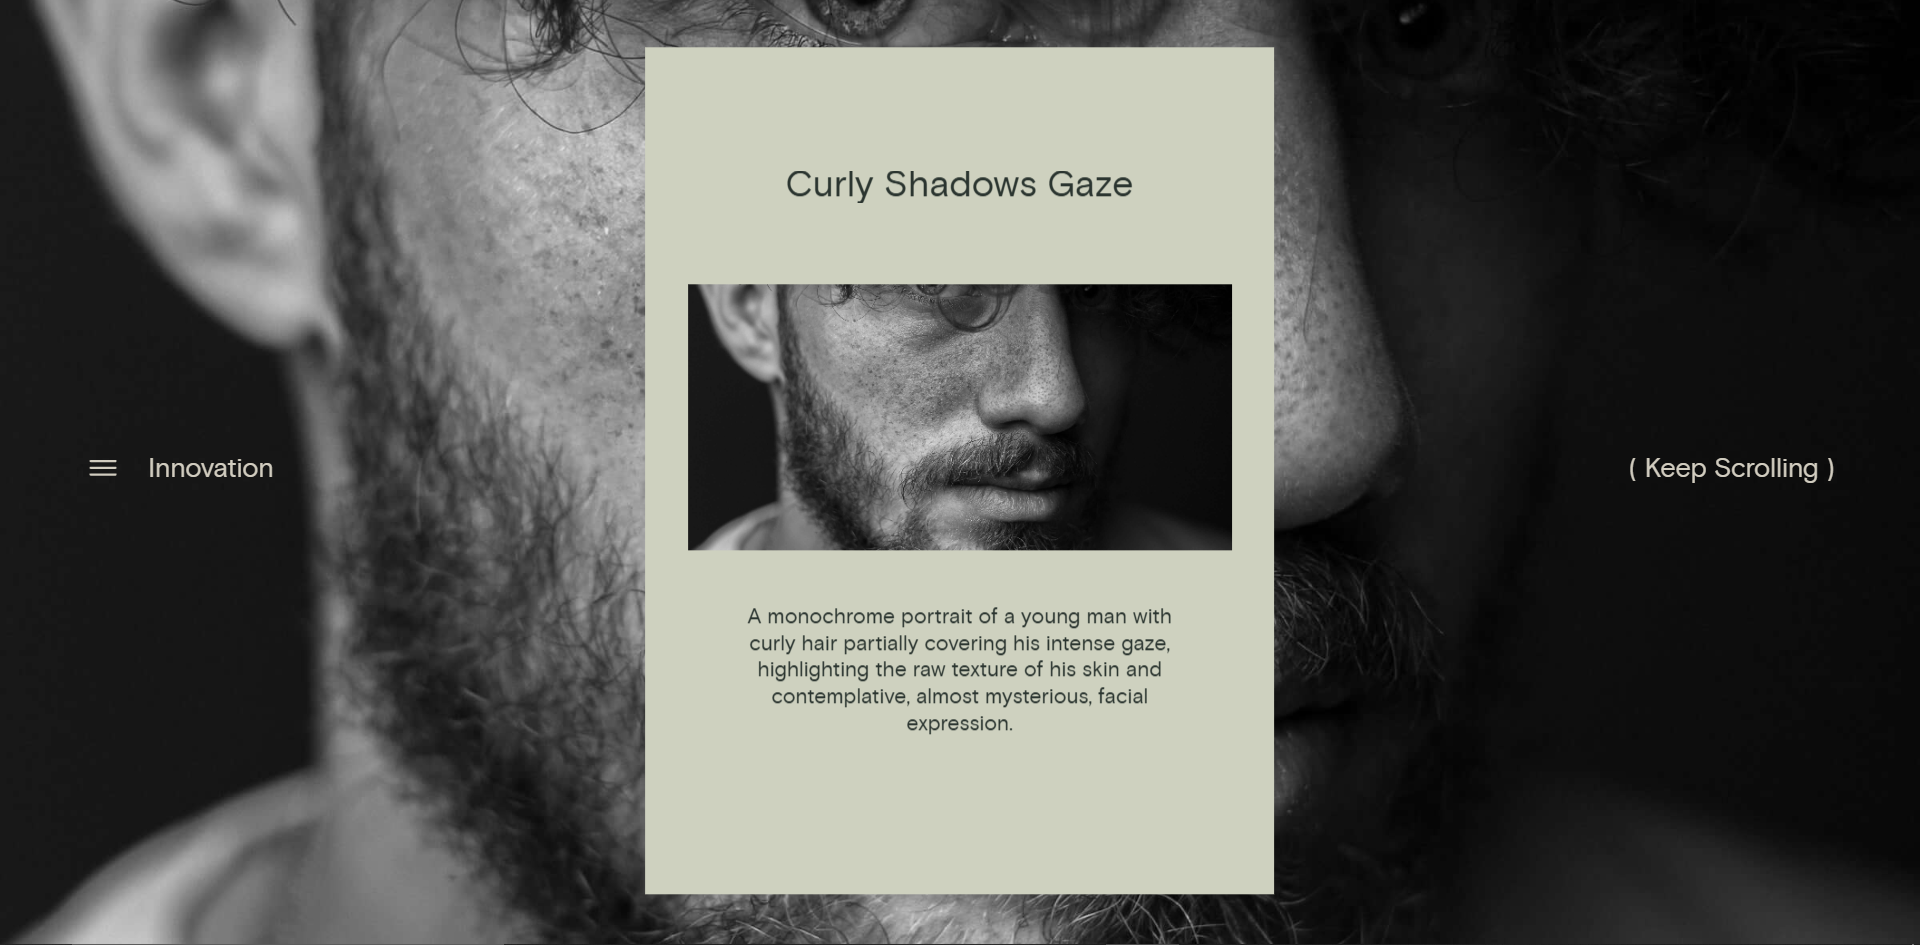 Curly Shadows Gaze
Innovation
( Keep Scrolling )
A monochrome portrait of a young man with
curly hair partially covering his intense gaze,
highlighting the raw texture of his skin and
contemplative, almost mysterious, facial
expression.